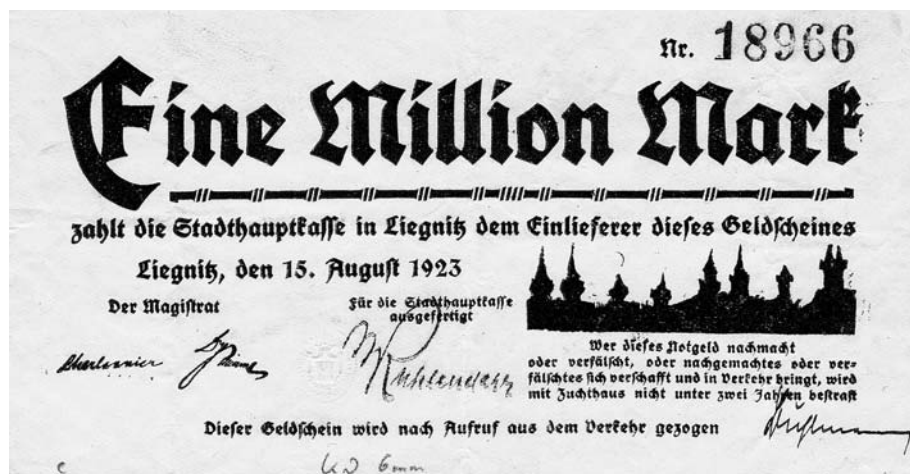 Nr. 18966
Eine Million Mark
zahlt die Stadthauptkasse in Liegnitz dem Einlieferer dieses Geldscheines
Liegnitz, den 15. August 1923
Der Magistrat
Für die Stadthauptkasse
ausgefertigt
Wer dieses Notgeld nachmacht
oder verfälscht, oder nachgemachtes oder ver-
fälschtes sich verschafft und in Verkehr bringt, wird
mit Zuchthaus nicht unter zwei Jahren bestraft
Dieser Geldschein wird nach Aufruf aus dem Verkehr gezogen
6mm